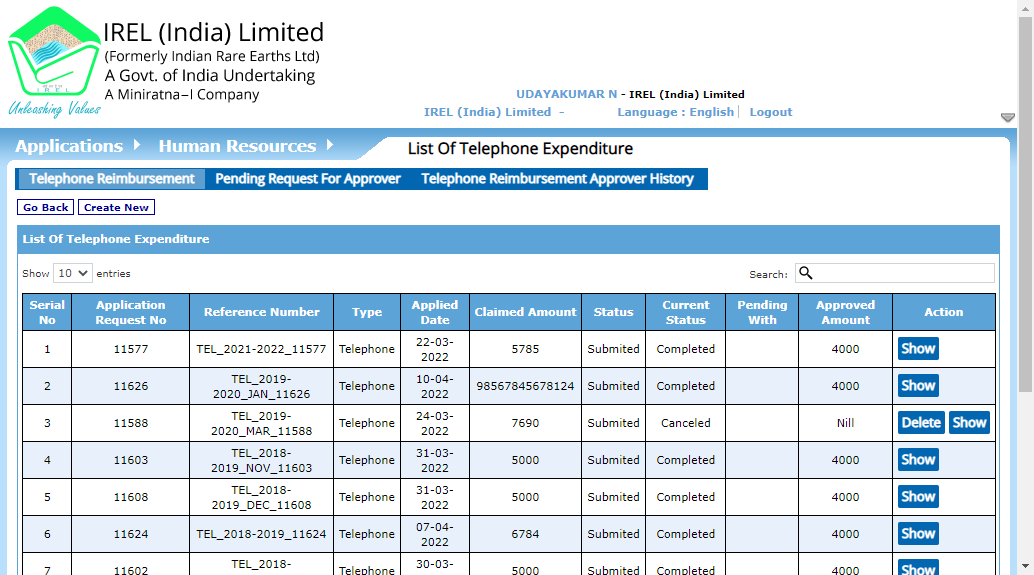 IREL (India) Limited
(Formerly Indian Rare Earths Ltd)
A Govt. of India Undertaking
A Miniratna–I Company
IREL
Unleashing Values
UDAYAKUMAR N - IREL (India) Limited
IREL (India) Limited - Language : English | Logout
Applications Human Resources List Of Telephone Expenditure
Telephone Reimbursement Pending Request For Approver Telephone Reimbursement Approver History
Go Back Create New
List Of Telephone Expenditure
Show 10 entries Search:
Serial No Application Request No Reference Number Type Applied Date Claimed Amount Status Current Status Pending With Approved Amount Action
1 11577 TEL_2021-2022_11577 Telephone 22-03-2022 5785 Submited Completed 4000 Show
2 11626 TEL_2019-2020_JAN_11626 Telephone 10-04-2022 98567845678124 Submited Completed 4000 Show
3 11588 TEL_2019-2020_MAR_11588 Telephone 24-03-2022 7690 Submited Canceled Nill Delete Show
4 11603 TEL_2018-2019_NOV_11603 Telephone 31-03-2022 5000 Submited Completed 4000 Show
5 11608 TEL_2018-2019_DEC_11608 Telephone 31-03-2022 5000 Submited Completed 4000 Show
6 11624 TEL_2018-2019_11624 Telephone 07-04-2022 6784 Submited Completed 4000 Show
7 11602 TEL_2018- Telephone 30-03- 5000 Submited Completed 4000 Show